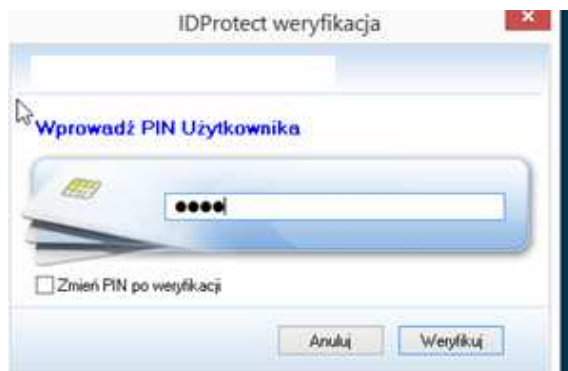 IDProtect weryfikacja
Wprowadź PIN Użytkownika
●●●●
Zmień PIN po weryfikacji
Anuluj Weryfikuj